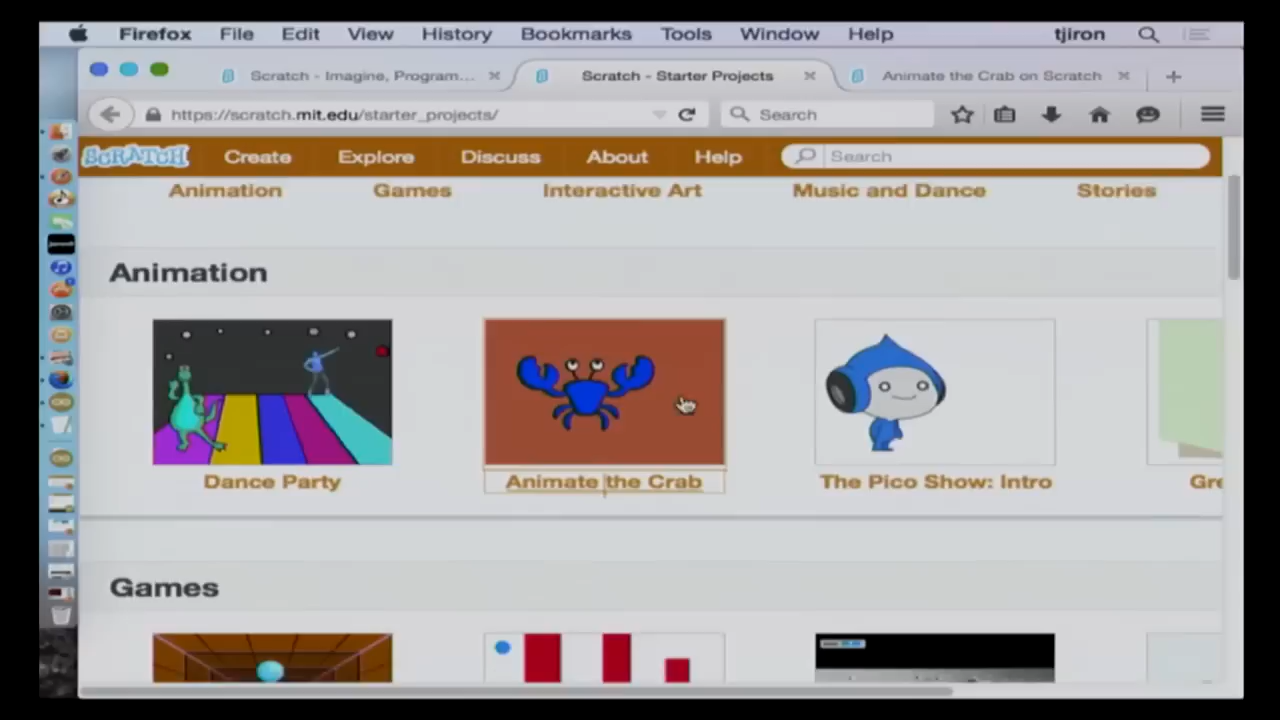 Firefox File Edit View History Bookmarks Tools Window Help tjiron
Scratch - Imagine, Program... Scratch - Starter Projects Animate the Crab on Scratch
https://scratch.mit.edu/starter_projects/ Search
SCRATCH Create Explore Discuss About Help Search
Animation Games Interactive Art Music and Dance Stories
Animation
Dance Party Animate the Crab The Pico Show: Intro Gre
Games